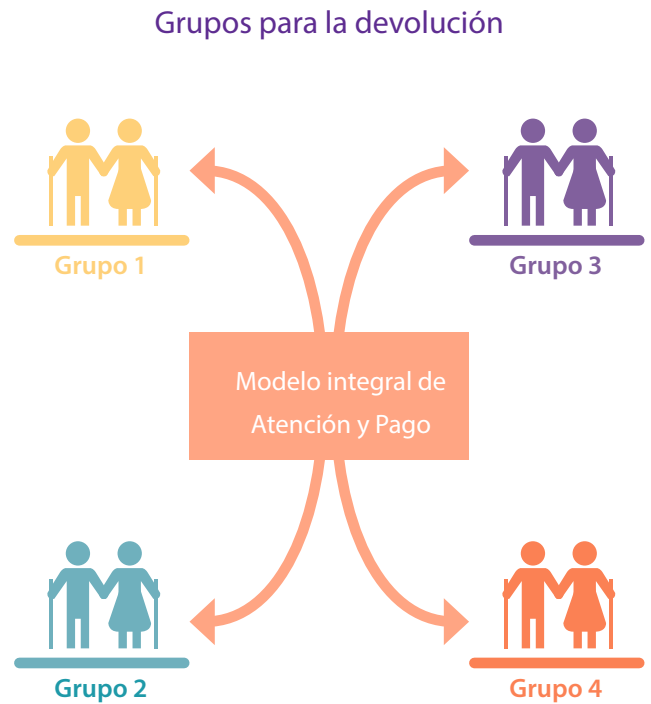 Grupos para la devolución
Grupo 1
Grupo 3
Modelo integral de
Atención y Pago
Grupo 2
Grupo 4